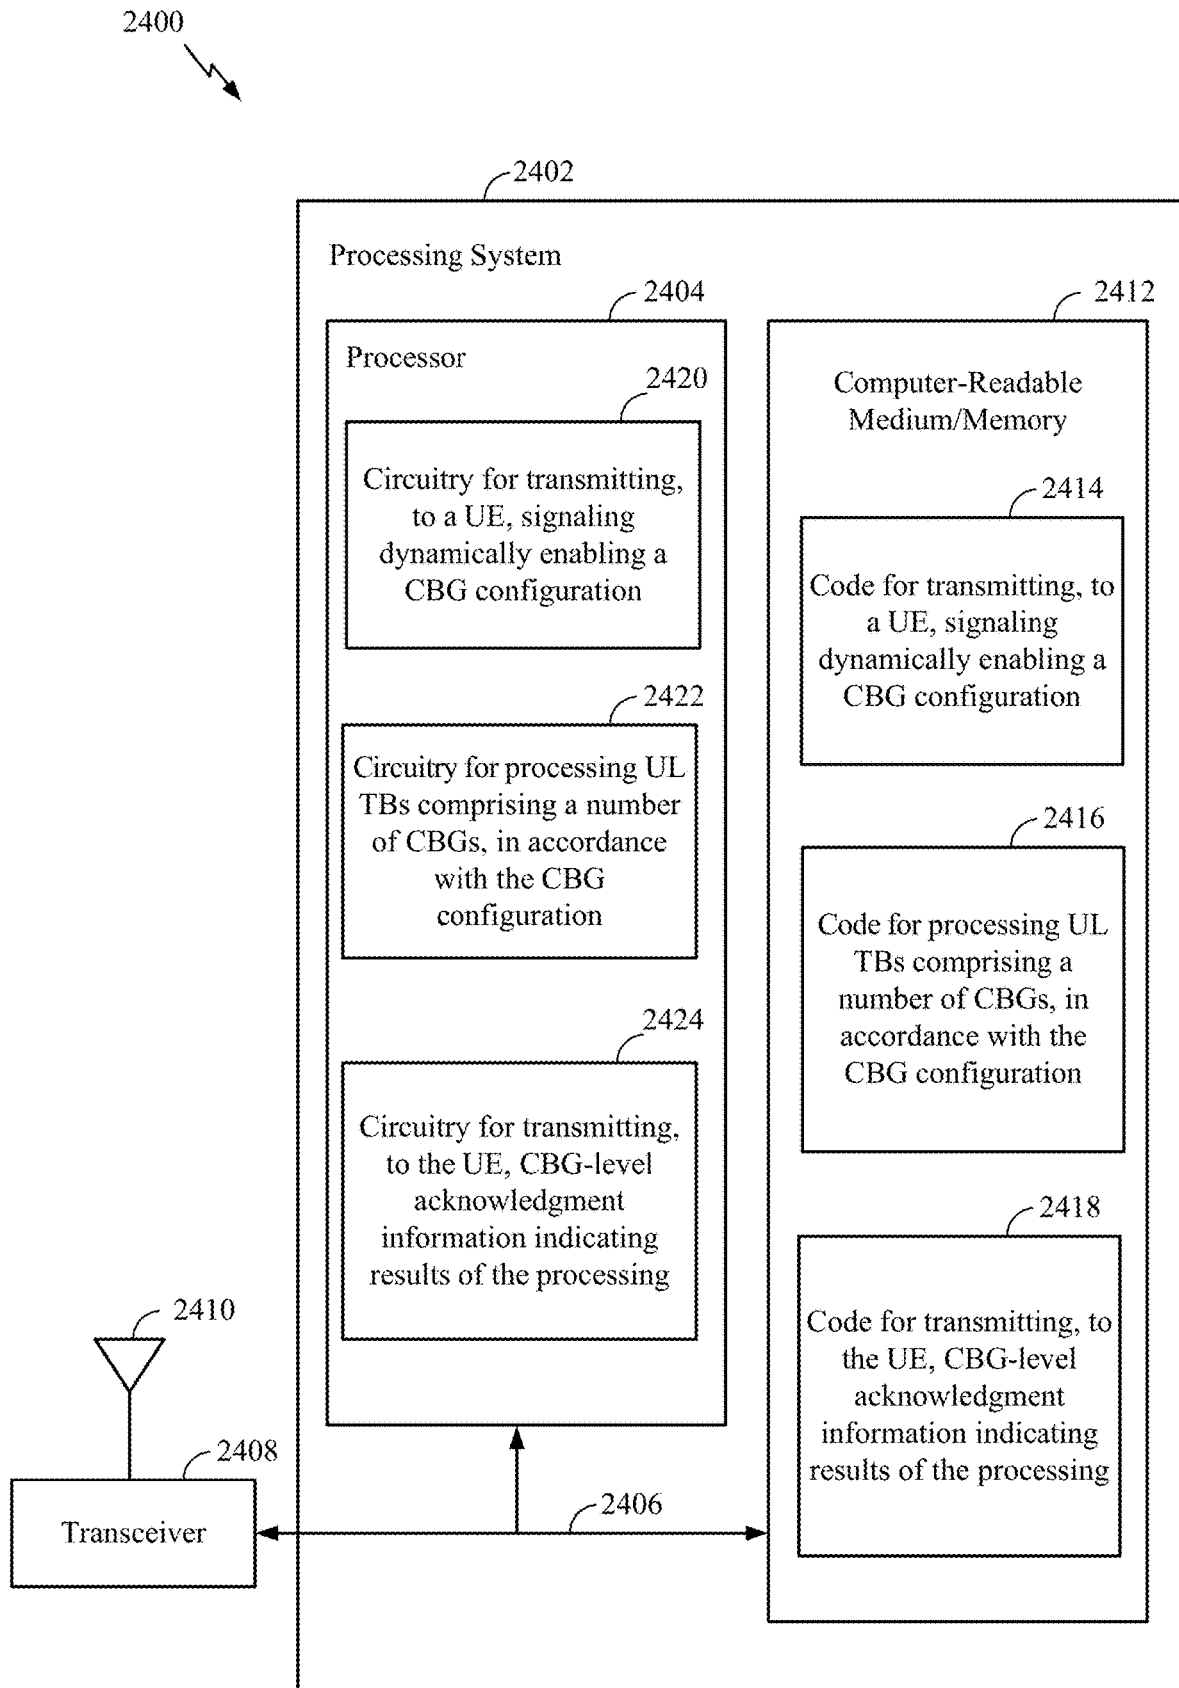 2400
2402
Processing System
2404
Processor
2420
Circuitry for transmitting,
to a UE, signaling
dynamically enabling a
CBG configuration
2422
Circuitry for processing UL
TBs comprising a number
of CBGs, in accordance
with the CBG
configuration
2424
Circuitry for transmitting,
to the UE, CBG-level
acknowledgment
information indicating
results of the processing
2412
Computer-Readable
Medium/Memory
2414
Code for transmitting, to
a UE, signaling
dynamically enabling a
CBG configuration
2416
Code for processing UL
TBs comprising a
number of CBGs, in
accordance with the
CBG configuration
2418
Code for transmitting, to
the UE, CBG-level
acknowledgment
information indicating
results of the processing
2410
2408
Transceiver
2406